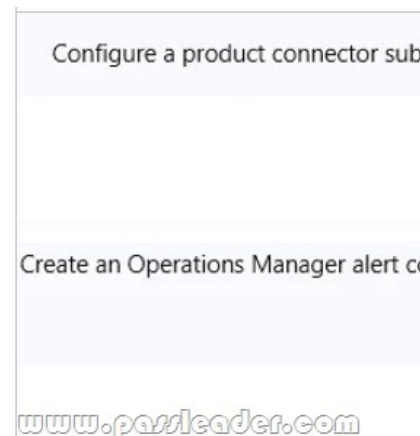 Configure a product connector sub
Create an Operations Manager alert c
www.passleader.com